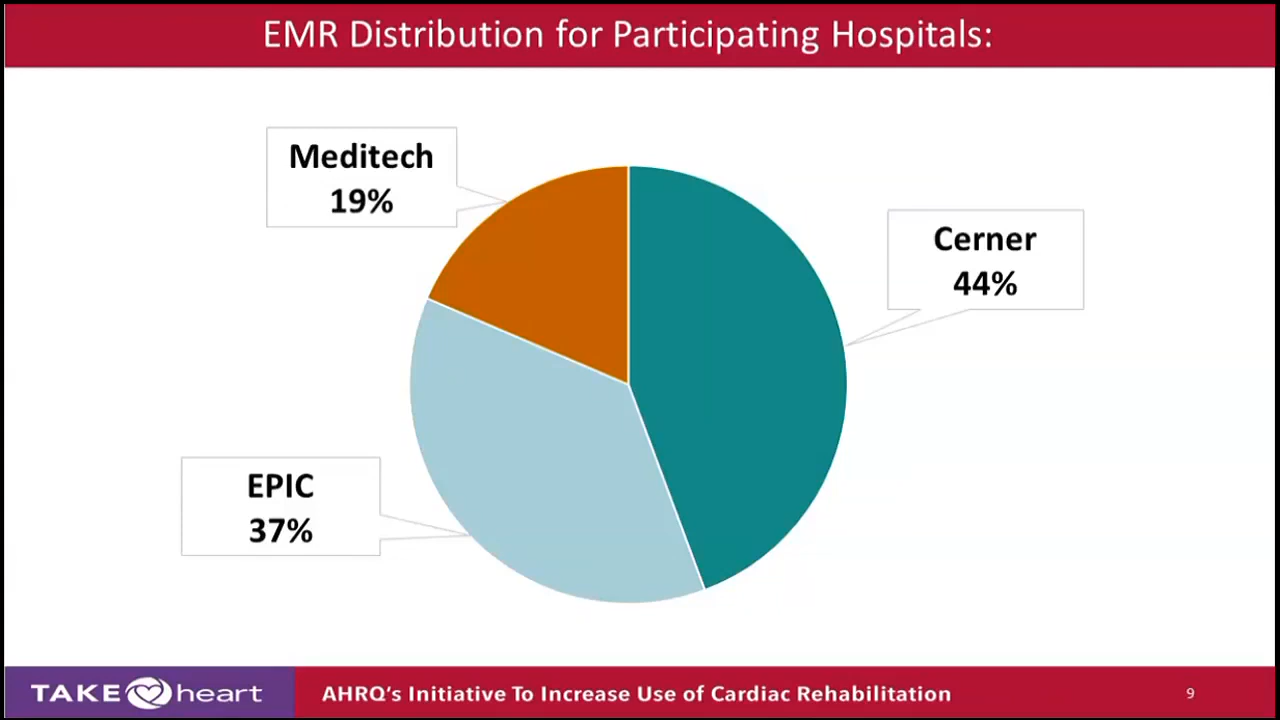 EMR Distribution for Participating Hospitals:
Meditech
19%
Cerner
44%
EPIC
37%
TAKE heart
AHRQ's Initiative To Increase Use of Cardiac Rehabilitation
9